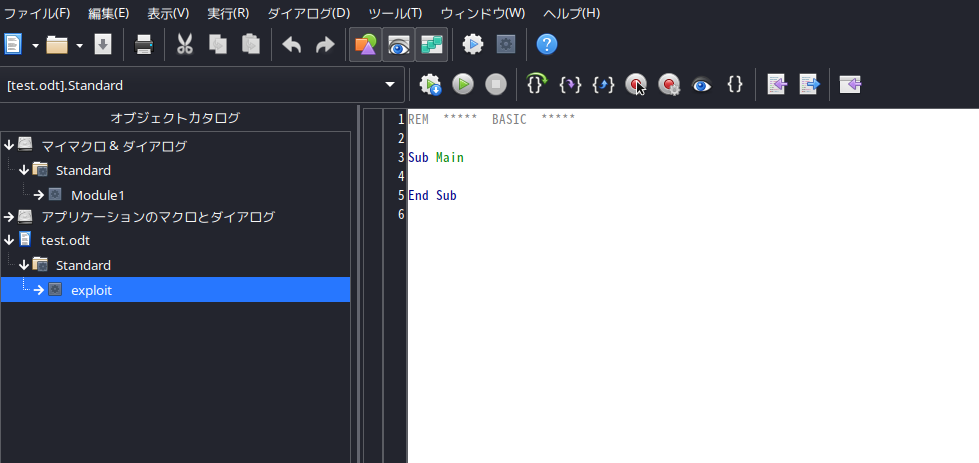 ファイル(F) 編集(E) 表示(V) 実行(R) ダイアログ(D) ツール(T) ウィンドウ(W) ヘルプ(H)
[test.odt].Standard
オブジェクトカタログ
マイマクロ & ダイアログ
Standard
Module1
アプリケーションのマクロとダイアログ
test.odt
Standard
exploit
1 REM ***** BASIC *****
2
3 Sub Main
4
5 End Sub
6